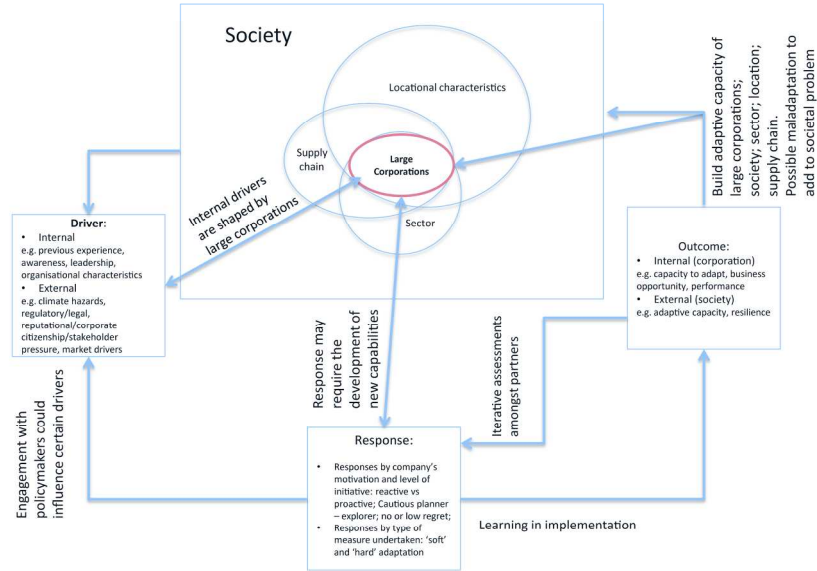 Society
Locational characteristics
Supply
chain
Large
Corporations
Sector
Internal drivers
are shaped by
large corporations
Build adaptive capacity of
large corporations;
society; sector; location;
supply chain.
Possible maladaptation to
add to societal problem
Driver:
• Internal
e.g. previous experience,
awareness, leadership,
organisational characteristics
• External
e.g. climate hazards,
regulatory/legal,
reputational/corporate
citizenship/stakeholder
pressure, market drivers
Outcome:
• Internal (corporation)
e.g. capacity to adapt, business
opportunity, performance
• External (society)
e.g. adaptive capacity, resilience
Response may
require the
development of
new capabilities
Iterative assessments
amongst partners
Engagement with
policymakers could
influence certain drivers
Response:
• Responses by company's
motivation and level of
initiative: reactive vs
proactive; Cautious planner
– explorer; no or low regret;
• Responses by type of
measure undertaken: 'soft'
and 'hard' adaptation
Learning in implementation